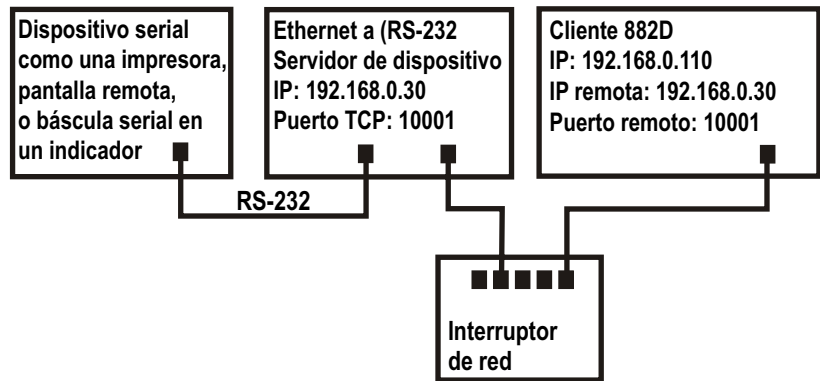 Dispositivo serial
como una impresora,
pantalla remota,
o báscula serial en
un indicador
Ethernet a (RS-232
Servidor de dispositivo
IP: 192.168.0.30
Puerto TCP: 10001
Cliente 882D
IP: 192.168.0.110
IP remota: 192.168.0.30
Puerto remoto: 10001
RS-232
Interruptor
de red